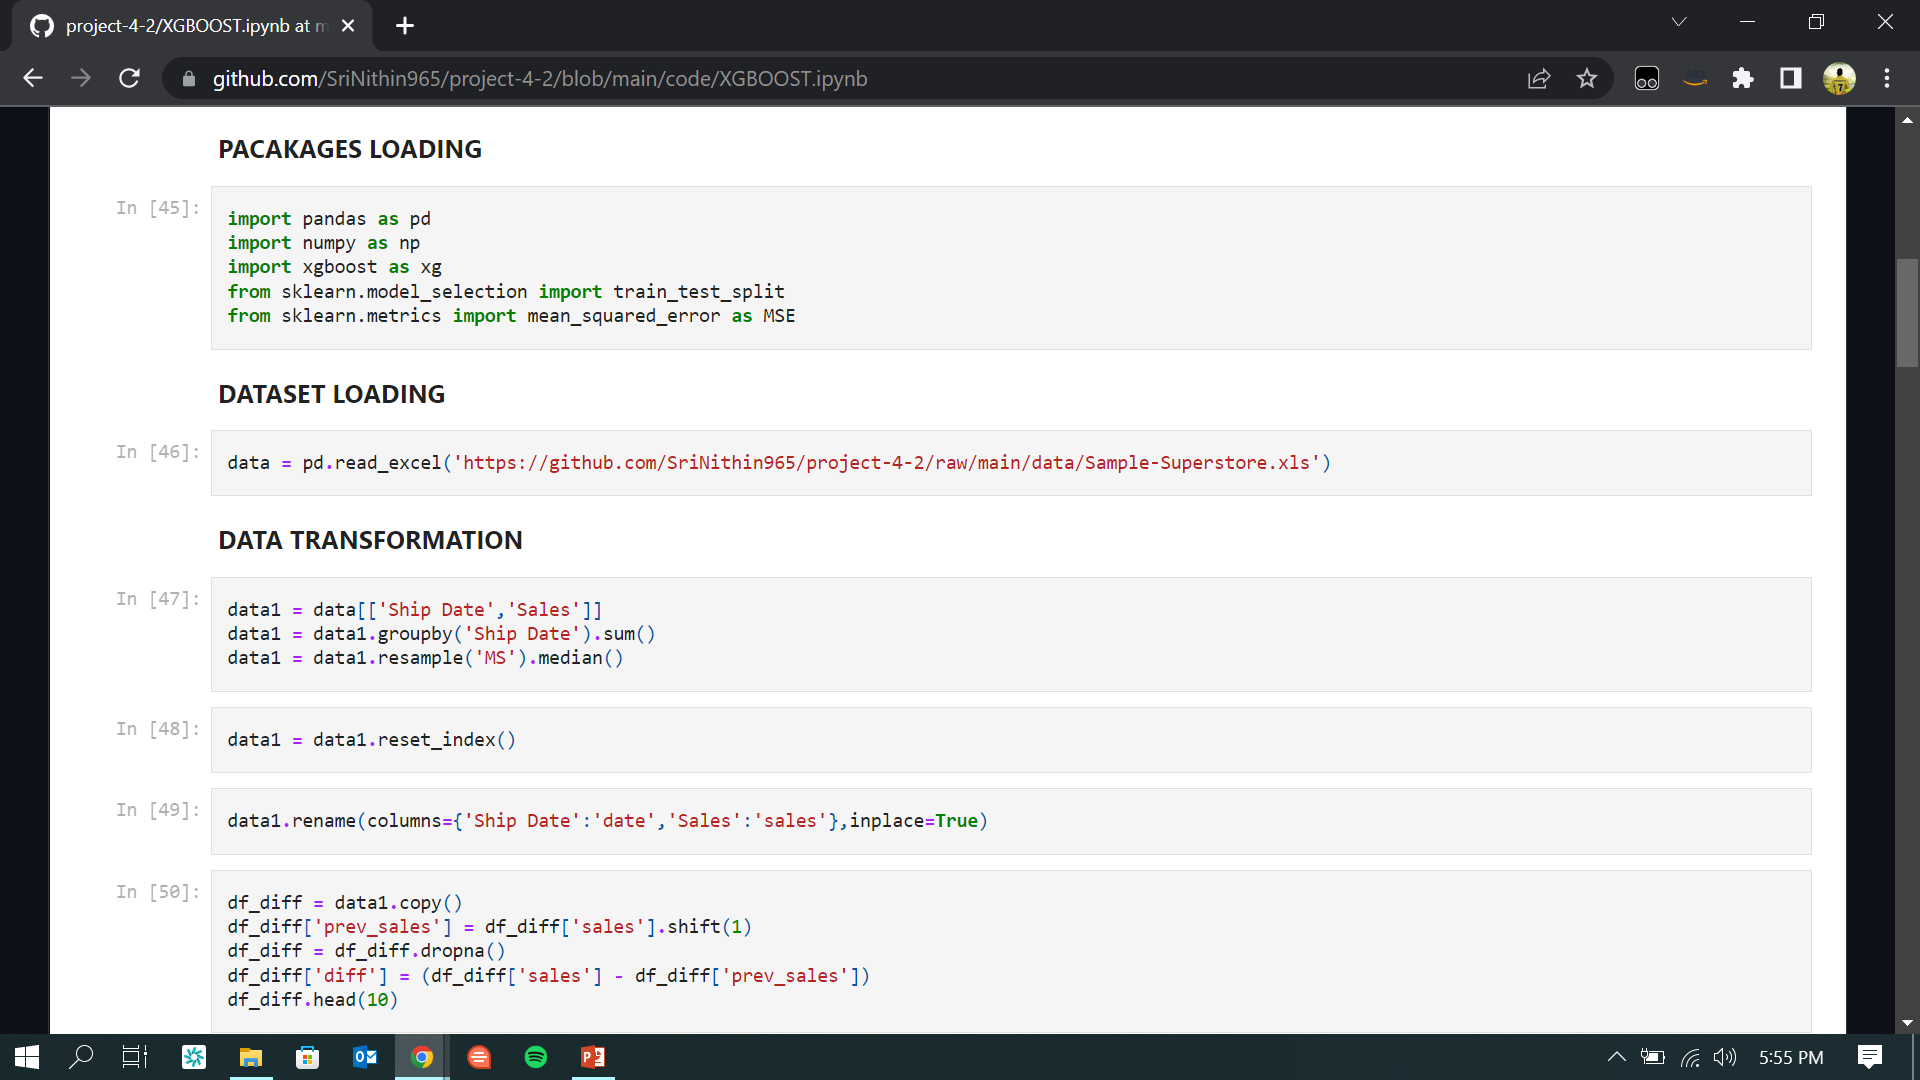 project-4-2/XGBOOST.ipynb at m
github.com/SriNithin965/project-4-2/blob/main/code/XGBOOST.ipynb
PACAKAGES LOADING
In [45]:
import pandas as pd
import numpy as np
import xgboost as xg
from sklearn.model_selection import train_test_split
from sklearn.metrics import mean_squared_error as MSE
DATASET LOADING
In [46]:
data = pd.read_excel('https://github.com/SriNithin965/project-4-2/raw/main/data/Sample-Superstore.xls')
DATA TRANSFORMATION
In [47]:
data1 = data[['Ship Date','Sales']]
data1 = data1.groupby('Ship Date').sum()
data1 = data1.resample('MS').median()
In [48]:
data1 = data1.reset_index()
In [49]:
data1.rename(columns={'Ship Date':'date','Sales':'sales'},inplace=True)
In [50]:
df_diff = data1.copy()
df_diff['prev_sales'] = df_diff['sales'].shift(1)
df_diff = df_diff.dropna()
df_diff['diff'] = (df_diff['sales'] - df_diff['prev_sales'])
df_diff.head(10)
5:55 PM